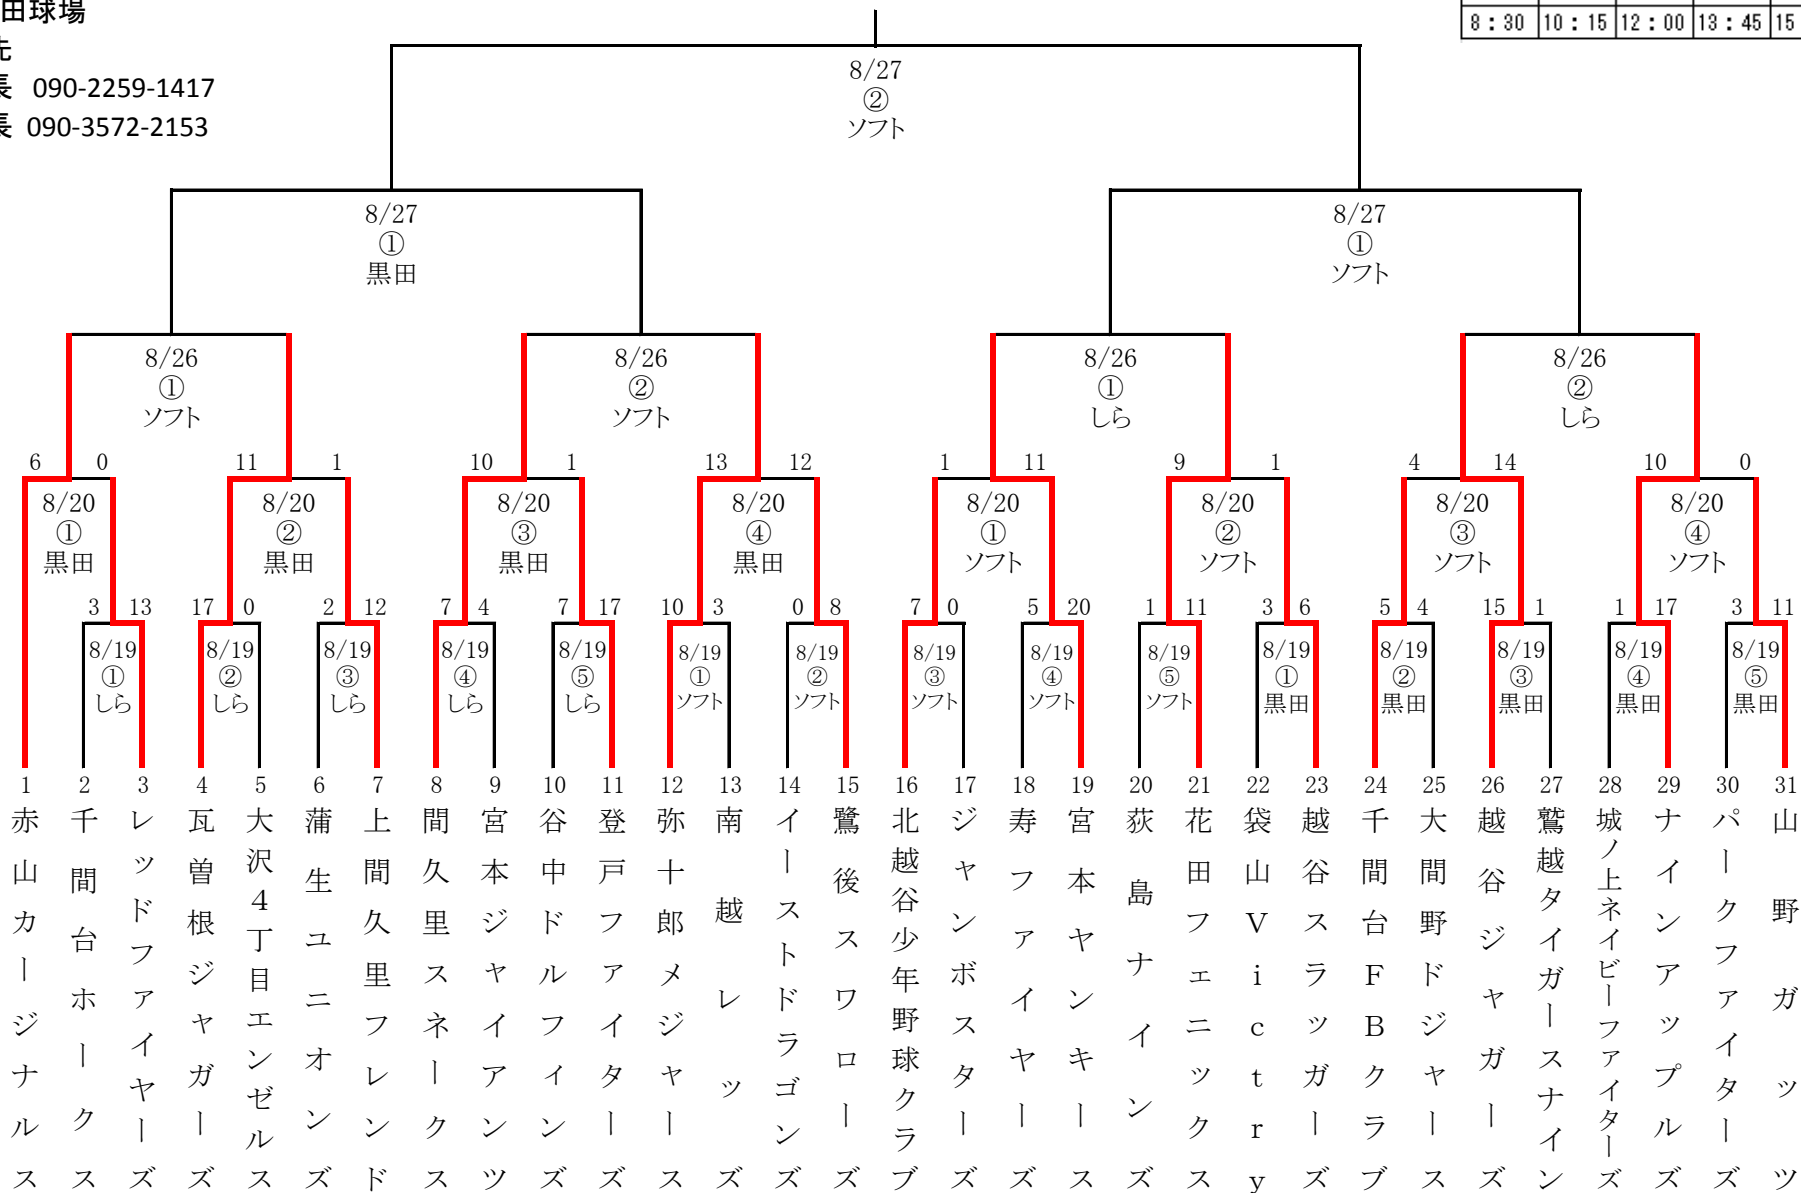 田球場
先
長 090-2259-1417
長 090-3572-2153
8：30 10：15 12：00 13：45 15
8/27
②
ソフト
8/27
①
黒田
8/27
①
ソフト
8/26
①
ソフト
8/26
②
ソフト
8/26
①
しら
8/26
②
しら
6 0 11 1 10 1 13 12 1 11 9 1 4 14 10 0
8/20
①
黒田
8/20
②
黒田
8/20
③
黒田
8/20
④
黒田
8/20
①
ソフト
8/20
②
ソフト
8/20
③
ソフト
8/20
④
ソフト
3 13 17 0 2 12 7 4 7 17 10 3 0 8 7 0 5 20 1 11 3 6 5 4 15 1 1 17 3 11
8/19
①
しら
8/19
②
しら
8/19
③
しら
8/19
④
しら
8/19
⑤
しら
8/19
①
ソフト
8/19
②
ソフト
8/19
③
ソフト
8/19
④
ソフト
8/19
⑤
ソフト
8/19
①
黒田
8/19
②
黒田
8/19
③
黒田
8/19
④
黒田
8/19
⑤
黒田
1 赤山カージナルス
2 千間台ホークス
3 レッドファイヤーズ
4 瓦曽根ジャガーズ
5 大沢4丁目エンゼルス
6 蒲生ユニオンズ
7 上間久里フレンド
8 間久里スネークス
9 宮本ジャイアンツ
10 谷中ドルフィンズ
11 登戸ファイターズ
12 弥十郎メジャース
13 南越レッズ
14 イーストドラゴンズ
15 鷺後スワローズ
16 北越谷少年野球クラブ
17 ジャンボスターズ
18 寿ファイヤーズ
19 宮本ヤンキース
20 荻島ナインズ
21 花田フェニックス
22 袋山Victry
23 越谷スラッガーズ
24 千間台FBクラブ
25 大間野ドジャース
26 越谷ジャガーズ
27 鷲越タイガースナイン
28 城ノ上ネイビーファイターズ
29 ナインアップルズ
30 パークファイターズ
31 山野ガッツ